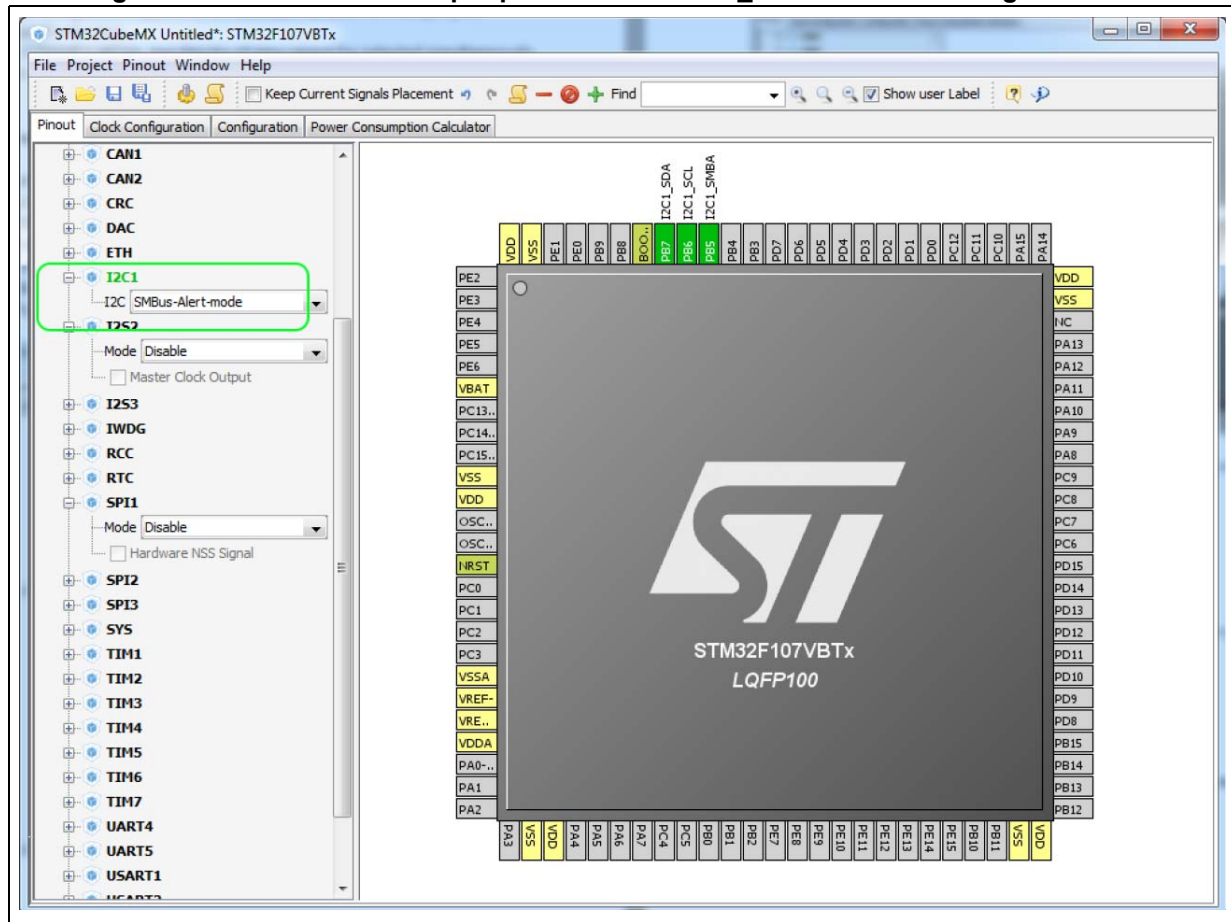 STM32CubeMX Untitled*: STM32F107VBTx
File Project Pinout Window Help
Keep Current Signals Placement Find Show user Label
Pinout Clock Configuration Configuration Power Consumption Calculator
CAN1
CAN2
CRC
DAC
ETH
I2C1
I2C SMBus-Alert-mode
I2S2
Mode Disable
Master Clock Output
I2S3
IWDG
RCC
RTC
SPI1
Mode Disable
Hardware NSS Signal
SPI2
SPI3
SYS
TIM1
TIM2
TIM3
TIM4
TIM5
TIM6
TIM7
UART4
UART5
USART1
I2C1_SDA
I2C1_SCL
I2C1_SMBA
VDD
VSS
PE1
PE0
PB9
PB8
BOO..
PB7
PB6
PB5
PB4
PB3
PD7
PD6
PD5
PD4
PD3
PD2
PD1
PD0
PC12
PC11
PC10
PA15
PA14
PE2
PE3
PE4
PE5
PE6
VBAT
PC13..
PC14..
PC15..
VSS
VDD
OSC..
OSC..
NRST
PC0
PC1
PC2
PC3
VSSA
VREF-
VRE..
VDDA
PA0-..
PA1
PA2
ST
STM32F107VBTx
LQFP100
VDD
VSS
NC
PA13
PA12
PA11
PA10
PA9
PA8
PC9
PC8
PC7
PC6
PD15
PD14
PD13
PD12
PD11
PD10
PD9
PD8
PB15
PB14
PB13
PB12
PA3
VSS
VDD
PA4
PA5
PA6
PA7
PC4
PC5
PB0
PB1
PB2
PE7
PE8
PE9
PE10
PE11
PE12
PE13
PE14
PE15
PB10
PB11
VSS
VDD